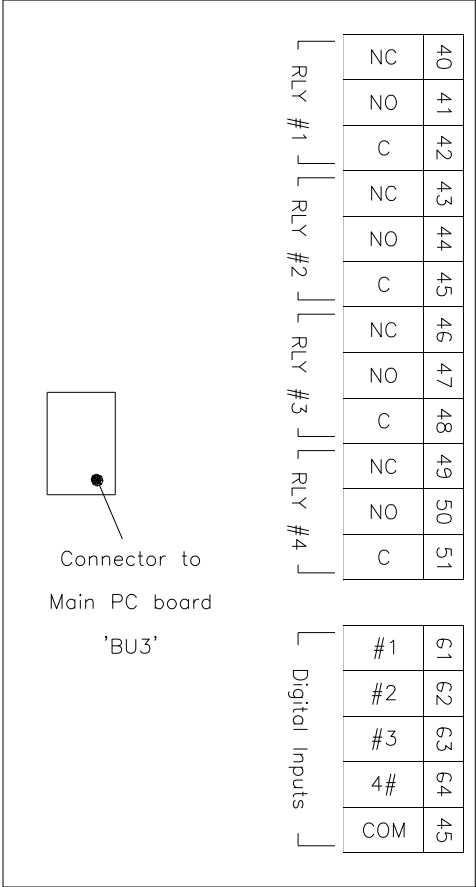 RLY #1
NC 40
NO 41
C 42
RLY #2
NC 43
NO 44
C 45
RLY #3
NC 46
NO 47
C 48
RLY #4
NC 49
NO 50
C 51
Connector to
Main PC board
'BU3'
Digital Inputs
#1 61
#2 62
#3 63
4# 64
COM 45